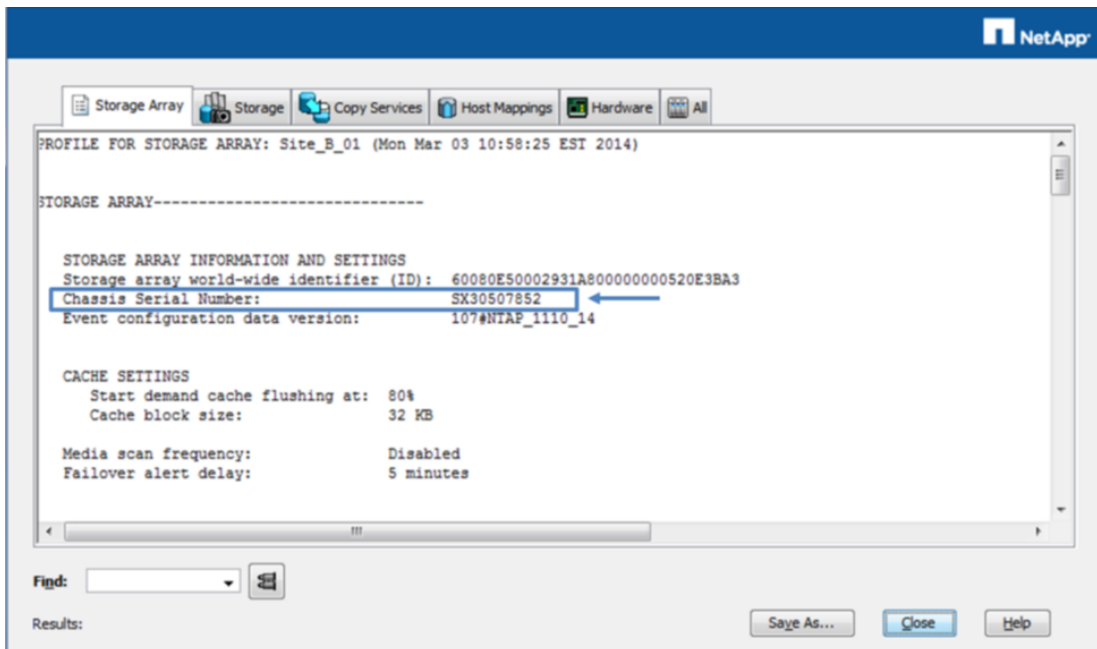 NetApp
Storage Array Storage Copy Services Host Mappings Hardware All
PROFILE FOR STORAGE ARRAY: Site_B_01 (Mon Mar 03 10:58:25 EST 2014)
STORAGE ARRAY------------------------------
STORAGE ARRAY INFORMATION AND SETTINGS
Storage array world-wide identifier (ID): 60080E50002931A800000000520E3BA3
Chassis Serial Number: SX30507852
Event configuration data version: 107#NTAP_1110_14
CACHE SETTINGS
Start demand cache flushing at: 80%
Cache block size: 32 KB
Media scan frequency: Disabled
Failover alert delay: 5 minutes
Find:
Results:
Save As... Close Help